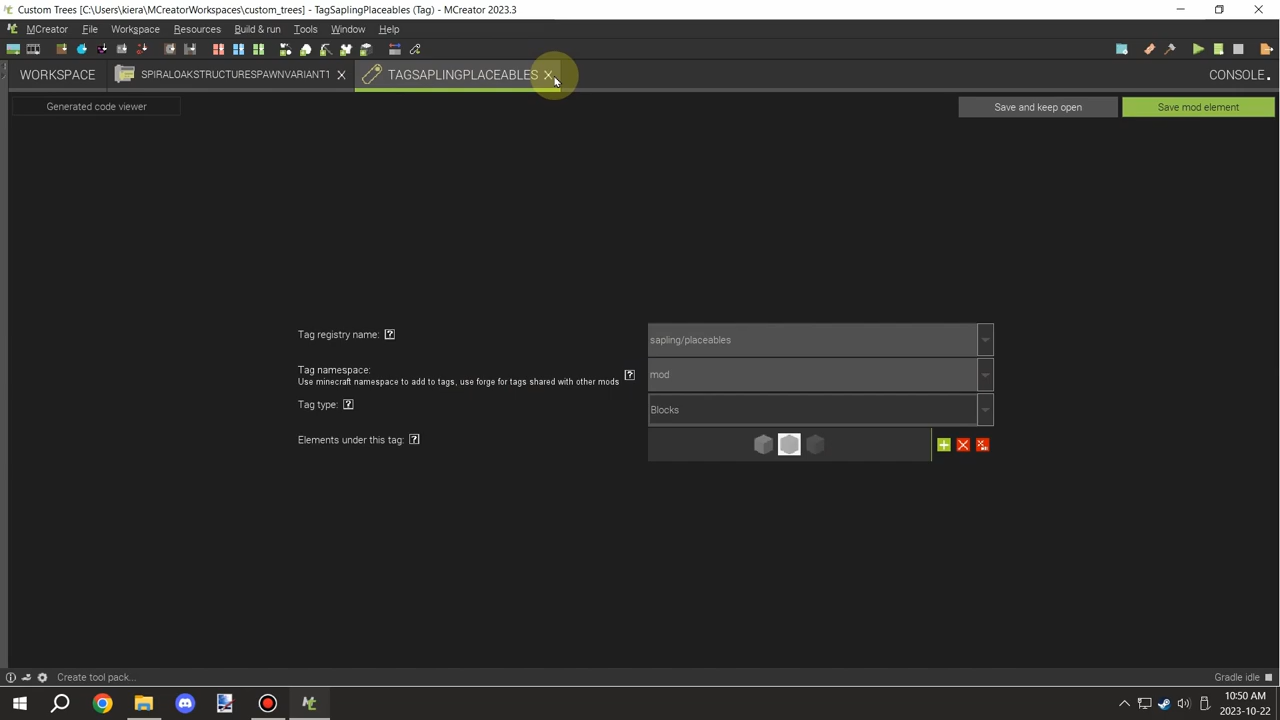 Custom Trees [C:\Users\kiera\MCreatorWorkspaces\custom_trees] - TagSaplingPlaceables (Tag) - MCreator 2023.3
MCreator File Workspace Resources Build & run Tools Window Help
WORKSPACE SPIRALOAKSTRUCTURESPAWNVARIANT1 TAGSAPLINGPLACEABLES CONSOLE
Generated code viewer Save and keep open Save mod element
Tag registry name: sapling/placeables
Tag namespace: mod
Use minecraft namespace to add to tags, use forge for tags shared with other mods
Tag type: Blocks
Elements under this tag:
Create tool pack... Gradle idle
10:50 AM
2023-10-22